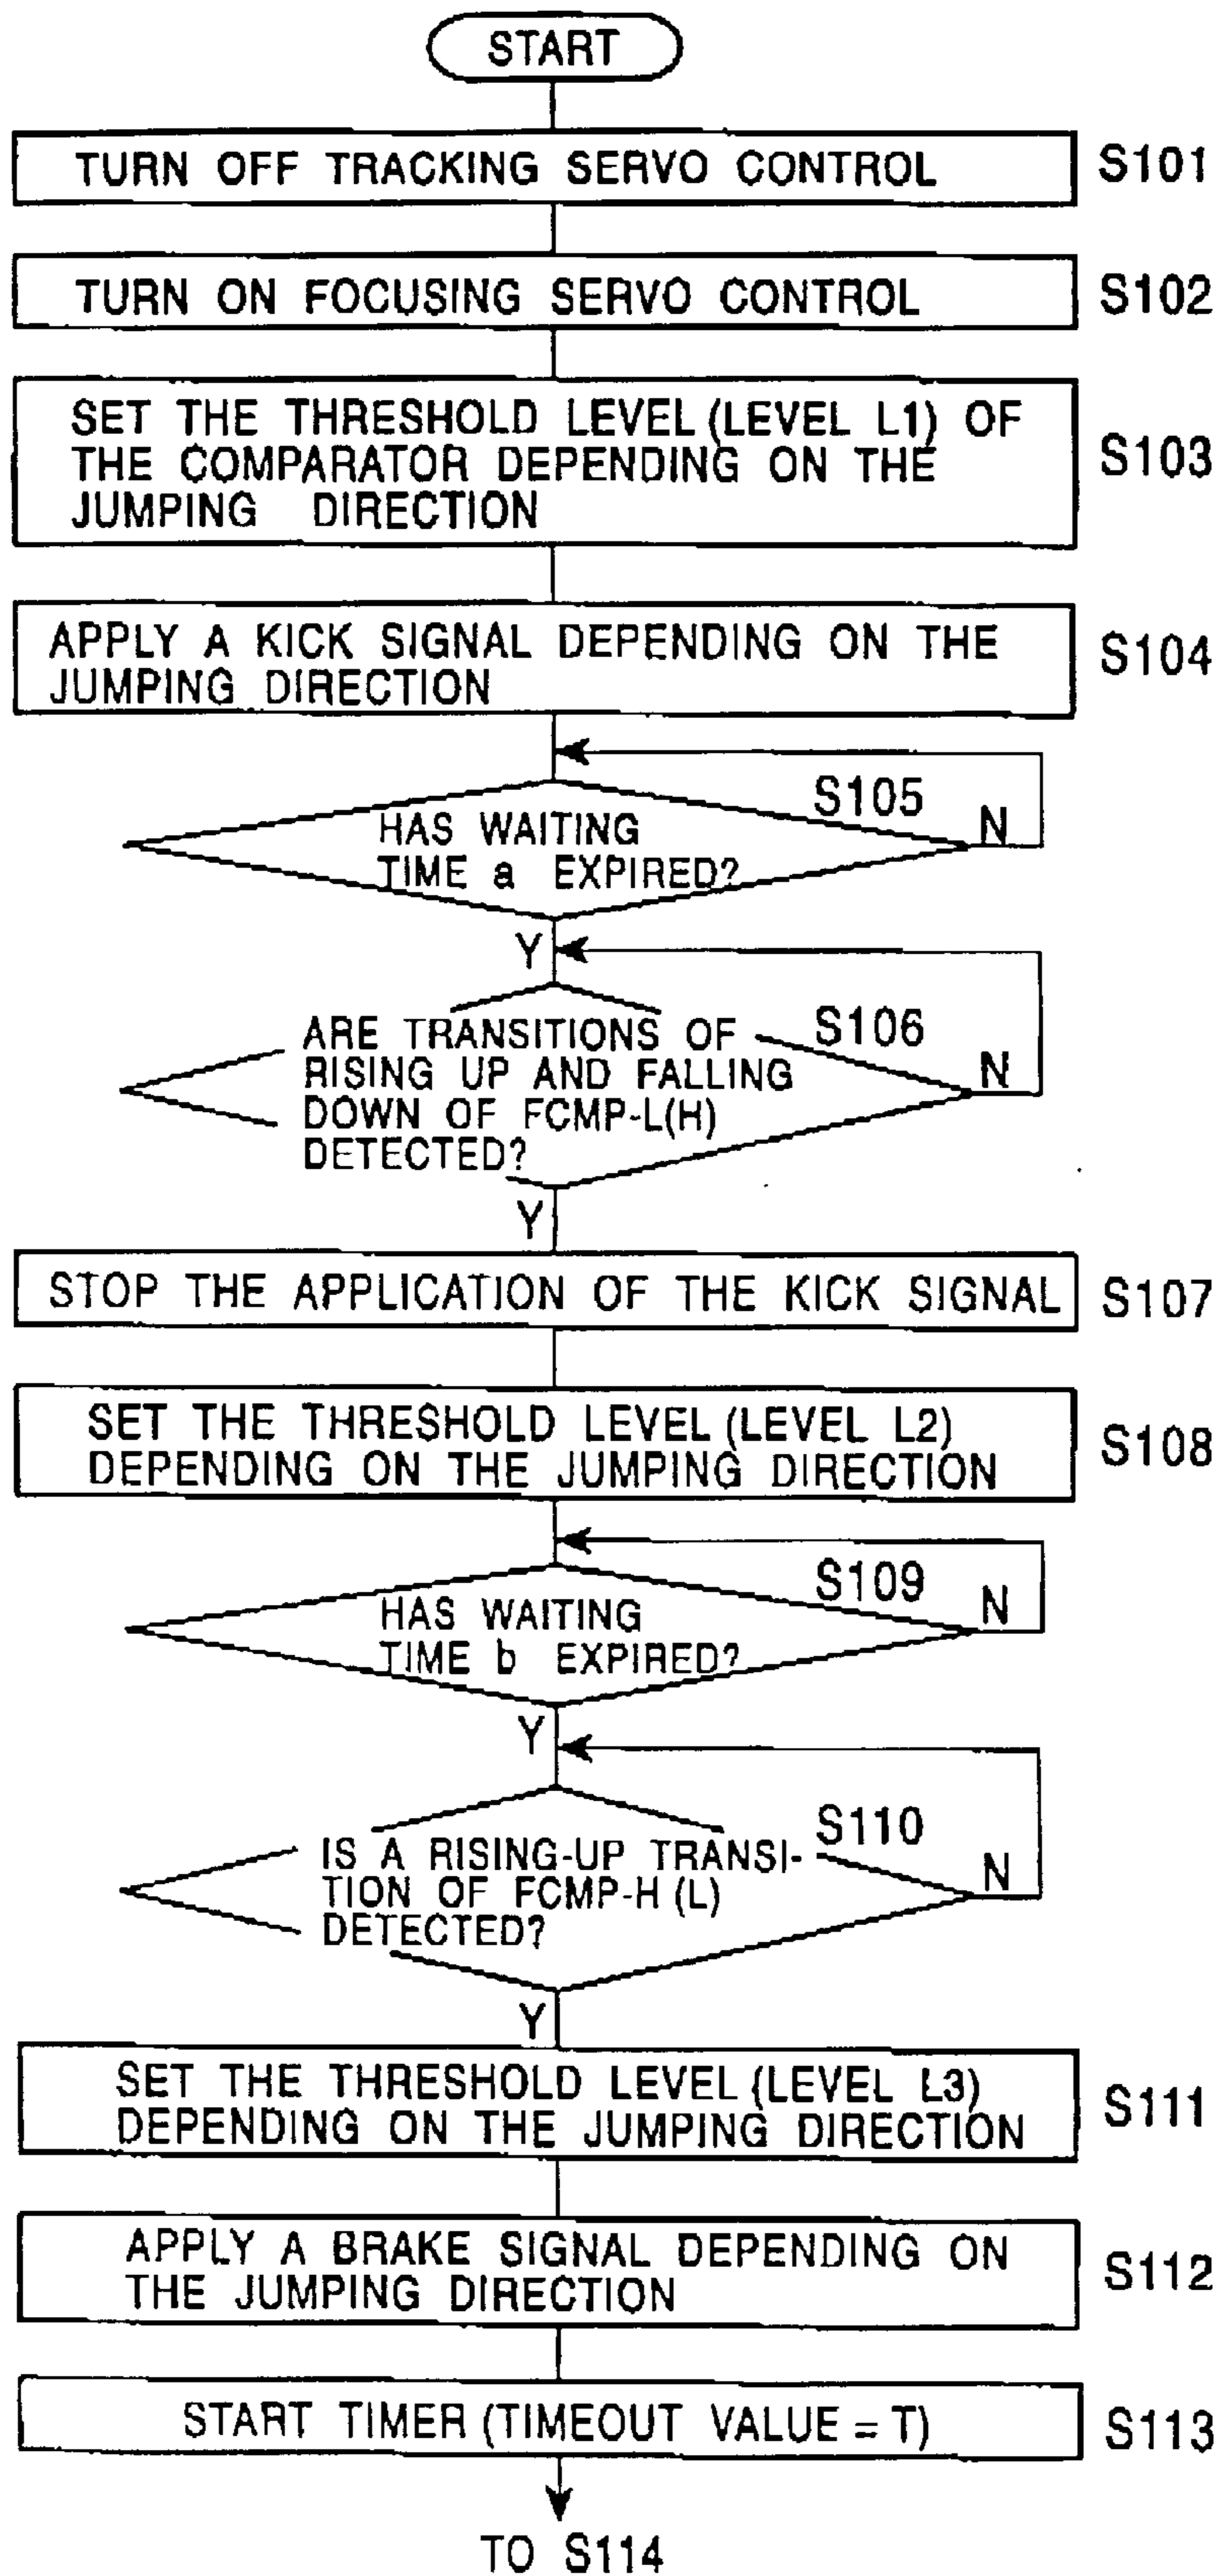 START
TURN OFF TRACKING SERVO CONTROL
S101
TURN ON FOCUSING SERVO CONTROL
S102
SET THE THRESHOLD LEVEL (LEVEL L1) OF
THE COMPARATOR DEPENDING ON THE
JUMPING DIRECTION
S103
APPLY A KICK SIGNAL DEPENDING ON THE
JUMPING DIRECTION
S104
S105
HAS WAITING
TIME a EXPIRED?
N
Y
S106
ARE TRANSITIONS OF
RISING UP AND FALLING
DOWN OF FCMP-L(H)
DETECTED?
N
Y
STOP THE APPLICATION OF THE KICK SIGNAL
S107
SET THE THRESHOLD LEVEL (LEVEL L2)
DEPENDING ON THE JUMPING DIRECTION
S108
S109
HAS WAITING
TIME b EXPIRED?
N
Y
S110
IS A RISING-UP TRANSI-
TION OF FCMP-H (L)
DETECTED?
N
Y
SET THE THRESHOLD LEVEL (LEVEL L3)
DEPENDING ON THE JUMPING DIRECTION
S111
APPLY A BRAKE SIGNAL DEPENDING ON
THE JUMPING DIRECTION
S112
START TIMER (TIMEOUT VALUE = T)
S113
TO S114